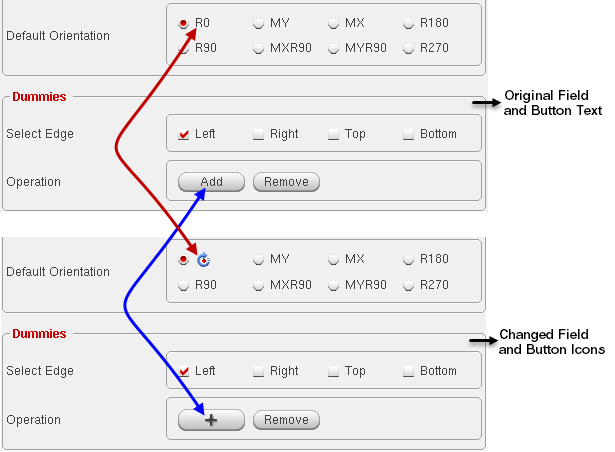 Default Orientation
R0 MY MX R180
R90 MXR90 MYR90 R270
Dummies
Original Field
and Button Text
Select Edge Left Right Top Bottom
Operation Add Remove
Default Orientation
MY MX R180
R90 MXR90 MYR90 R270
Dummies
Changed Field
and Button Icons
Select Edge Left Right Top Bottom
Operation + Remove